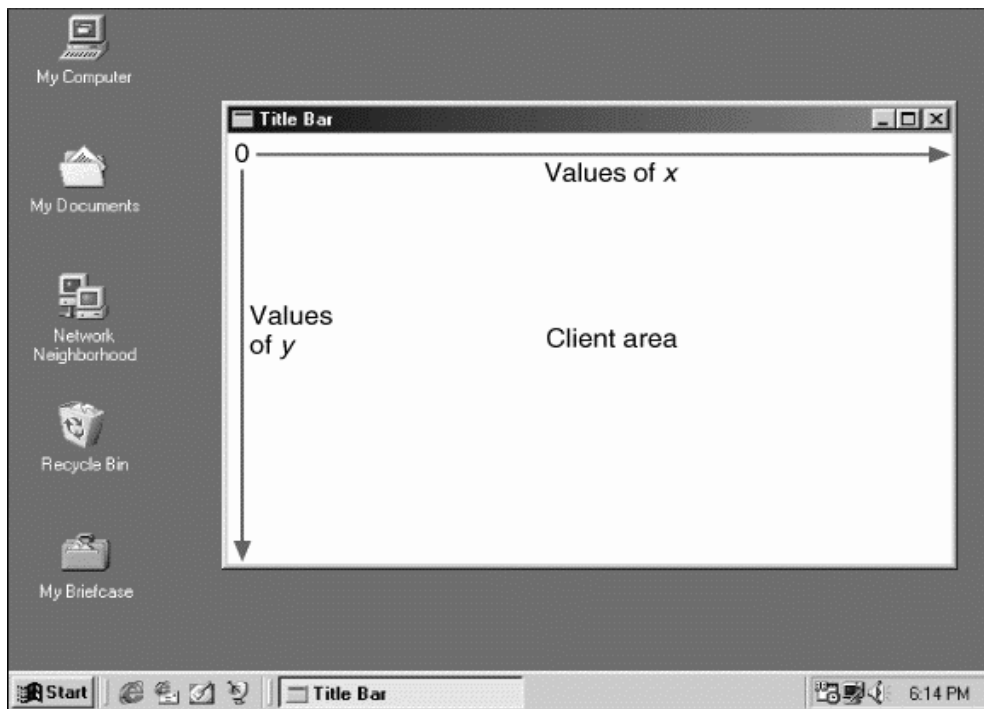 My Computer
My Documents
Network
Neighborhood
Recycle Bin
My Briefcase
Title Bar
0
Values of x
Values
of y
Client area
Start
Title Bar
6:14 PM